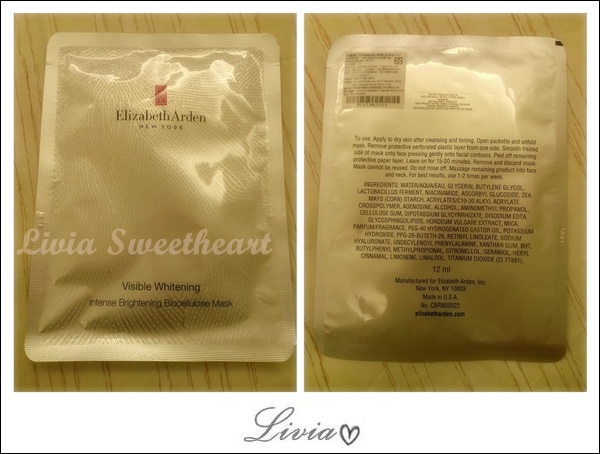 Elizabeth Arden
NEW YORK
Livia Sweetheart
Visible Whitening
Intense Brightening Biocellulose Mask
To use: Apply to dry skin after cleansing and toning. Open packette and unfold
mask. Remove protective perforated plastic layer from one side. Smooth treated
side of mask onto face pressing gently onto facial contours. Peel off remaining
protective paper layer. Leave on for 15-20 minutes. Remove and discard mask.
Mask cannot be reused. Do not rinse off. Massage remaining product into face
and neck. For best results, use 1-2 times per week.
INGREDIENTS: WATER/AQUA/EAU, GLYCERIN, BUTYLENE GLYCOL,
LACTOBACILLUS FERMENT, NIACINAMIDE, ASCORBYL GLUCOSIDE, ZEA
MAYS (CORN) STARCH, ACRYLATES/C10-30 ALKYL ACRYLATE
CROSSPOLYMER, ADENOSINE, ALCOHOL, AMINOMETHYL PROPANOL,
CELLULOSE GUM, DIPOTASSIUM GLYCYRRHIZATE, DISODIUM EDTA,
GLYCOSPHINGOLIPIDS, HORDEUM VULGARE EXTRACT, MICA,
PARFUM/FRAGRANCE, PEG-40 HYDROGENATED CASTOR OIL, POTASSIUM
HYDROXIDE, PPG-26-BUTETH-26, RETINYL LINOLEATE, SODIUM
HYALURONATE, UNDECYLENOYL PHENYLALANINE, XANTHAN GUM, BHT,
BUTYLPHENYL METHYLPROPIONAL, CITRONELLOL, GERANIOL, HEXYL
CINNAMAL, LIMONENE, LINALOOL, TITANIUM DIOXIDE (CI 77891).
12 ml
Manufactured for Elizabeth Arden, Inc.
New York, NY 10003
Made in U.S.A.
No. CBRN50022
elizabetharden.com
Livia